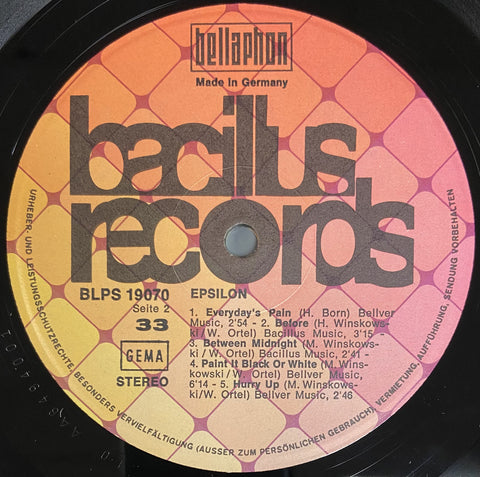 bellaphon
Made in Germany
bacillus
records
BLPS 19070
EPSILON
Seite 2
33
GEMA
STEREO
1. Everyday's Pain (H. Born) Bellver
Music, 2'54 - 2. Before (H. Winskows-
ki / W. Ortel) Bacillus Music, 3'15 -
3. Between Midnight (M. Winskows-
ki / W. Ortel) Bacillus Music, 2'41 -
4. Paint It Black Or White (M. Wins-
kowski / W. Ortel) Bellver Music,
6'14 - 5. Hurry Up (M. Winskows-
ki/W. Ortel) Bellver Music, 2'46
URHEBER- UND LEISTUNGSSCHUTZRECHTE, BESONDERS VERVIELFÄLTIGUNG (AUSSER ZUM PERSÖNLICHEN GEBRAUCH), VERMIETUNG, AUFFÜHRUNG, SENDUNG VORBEHALTEN